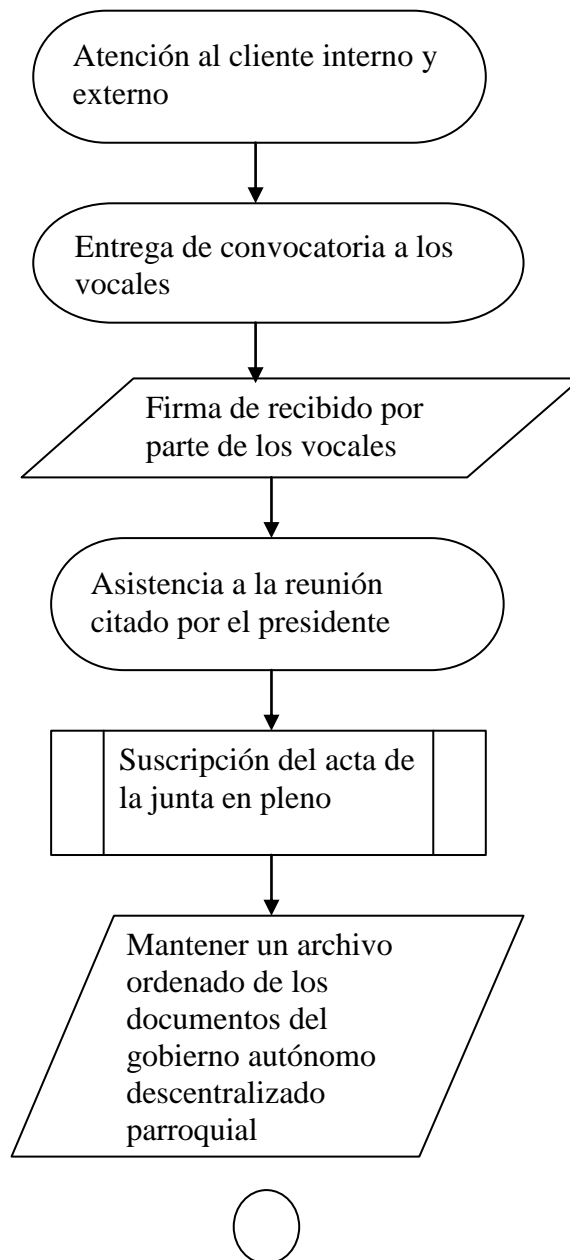 Atención al cliente interno y
externo
Entrega de convocatoria a los
vocales
Firma de recibido por
parte de los vocales
Asistencia a la reunión
citado por el presidente
Suscripción del acta de
la junta en pleno
Mantener un archivo
ordenado de los
documentos del
gobierno autónomo
descentralizado
parroquial